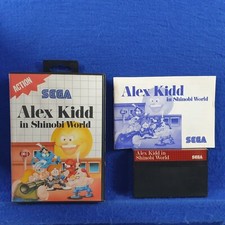 ACTION
SEGA
Alex Kidd
in Shinobi World
Alex Kidd
in Shinobi World
SEGA
Alex Kidd in
Shinobi World
SEGA